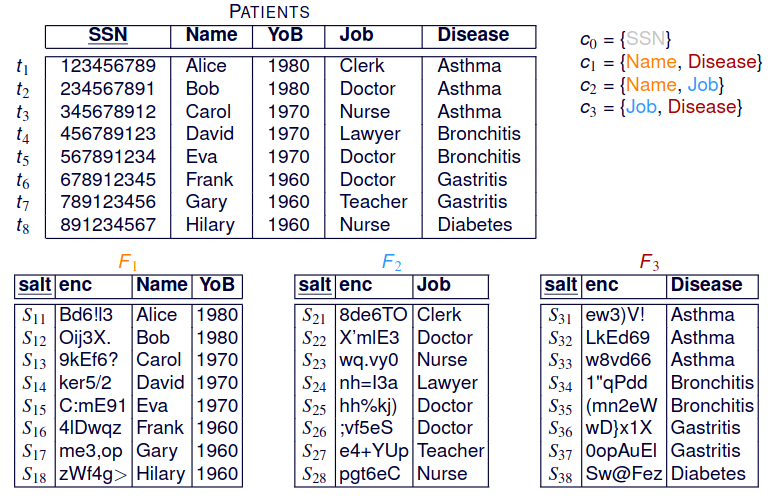 PATIENTS
SSN Name YoB Job Disease
t1 123456789 Alice 1980 Clerk Asthma
t2 234567891 Bob 1980 Doctor Asthma
t3 345678912 Carol 1970 Nurse Asthma
t4 456789123 David 1970 Lawyer Bronchitis
t5 567891234 Eva 1970 Doctor Bronchitis
t6 678912345 Frank 1960 Doctor Gastritis
t7 789123456 Gary 1960 Teacher Gastritis
t8 891234567 Hilary 1960 Nurse Diabetes
c0 = {SSN}
c1 = {Name, Disease}
c2 = {Name, Job}
c3 = {Job, Disease}
F1
salt enc Name YoB
S11 Bd6!l3 Alice 1980
S12 Oij3X. Bob 1980
S13 9kEf6? Carol 1970
S14 ker5/2 David 1970
S15 C:mE91 Eva 1970
S16 4lDwqz Frank 1960
S17 me3,op Gary 1960
S18 zWf4g> Hilary 1960
F2
salt enc Job
S21 8de6TO Clerk
S22 X'mlE3 Doctor
S23 wq.vy0 Nurse
S24 nh=l3a Lawyer
S25 hh%kj) Doctor
S26 ;vf5eS Doctor
S27 e4+YUp Teacher
S28 pgt6eC Nurse
F3
salt enc Disease
S31 ew3)V! Asthma
S32 LkEd69 Asthma
S33 w8vd66 Asthma
S34 1"qPdd Bronchitis
S35 (mn2eW Bronchitis
S36 wD}x1X Gastritis
S37 0opAuEl Gastritis
S38 Sw@Fez Diabetes